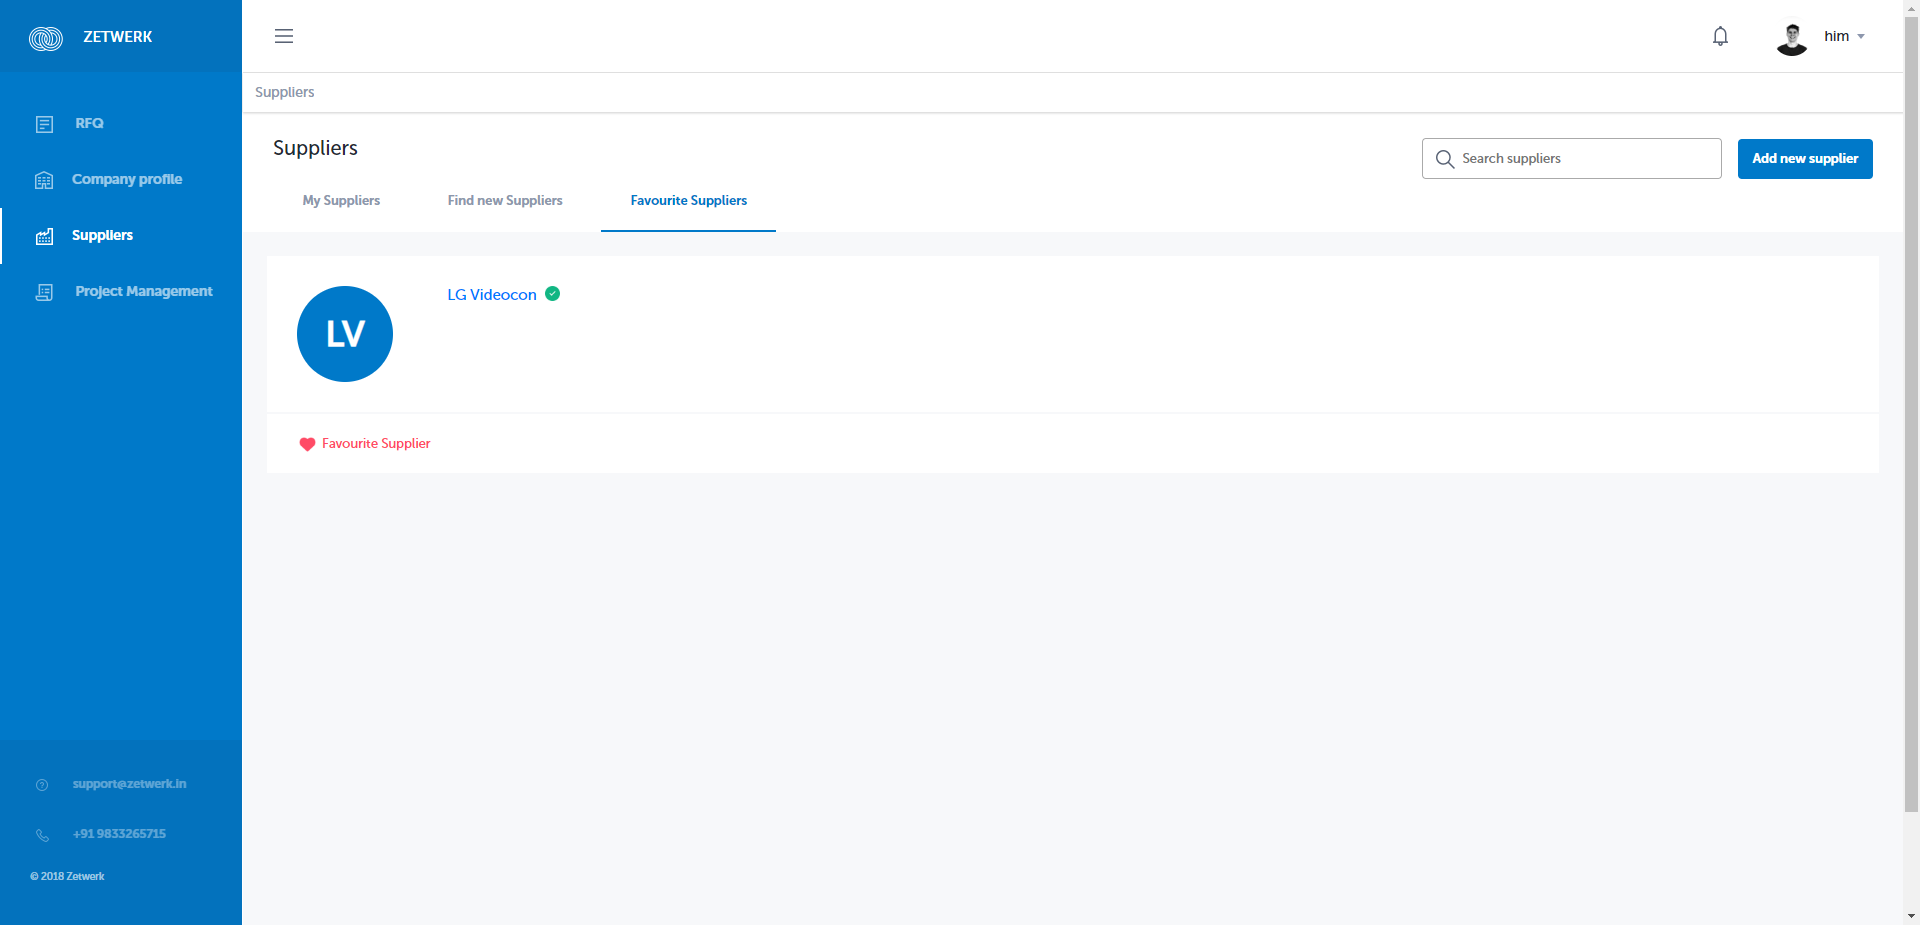 ZETWERK
RFQ
Company profile
Suppliers
Project Management
support@zetwerk.in
+91 9833265715
© 2018 Zetwerk
him
Suppliers
Suppliers
Search suppliers
Add new supplier
My Suppliers
Find new Suppliers
Favourite Suppliers
LV
LG Videocon
Favourite Supplier